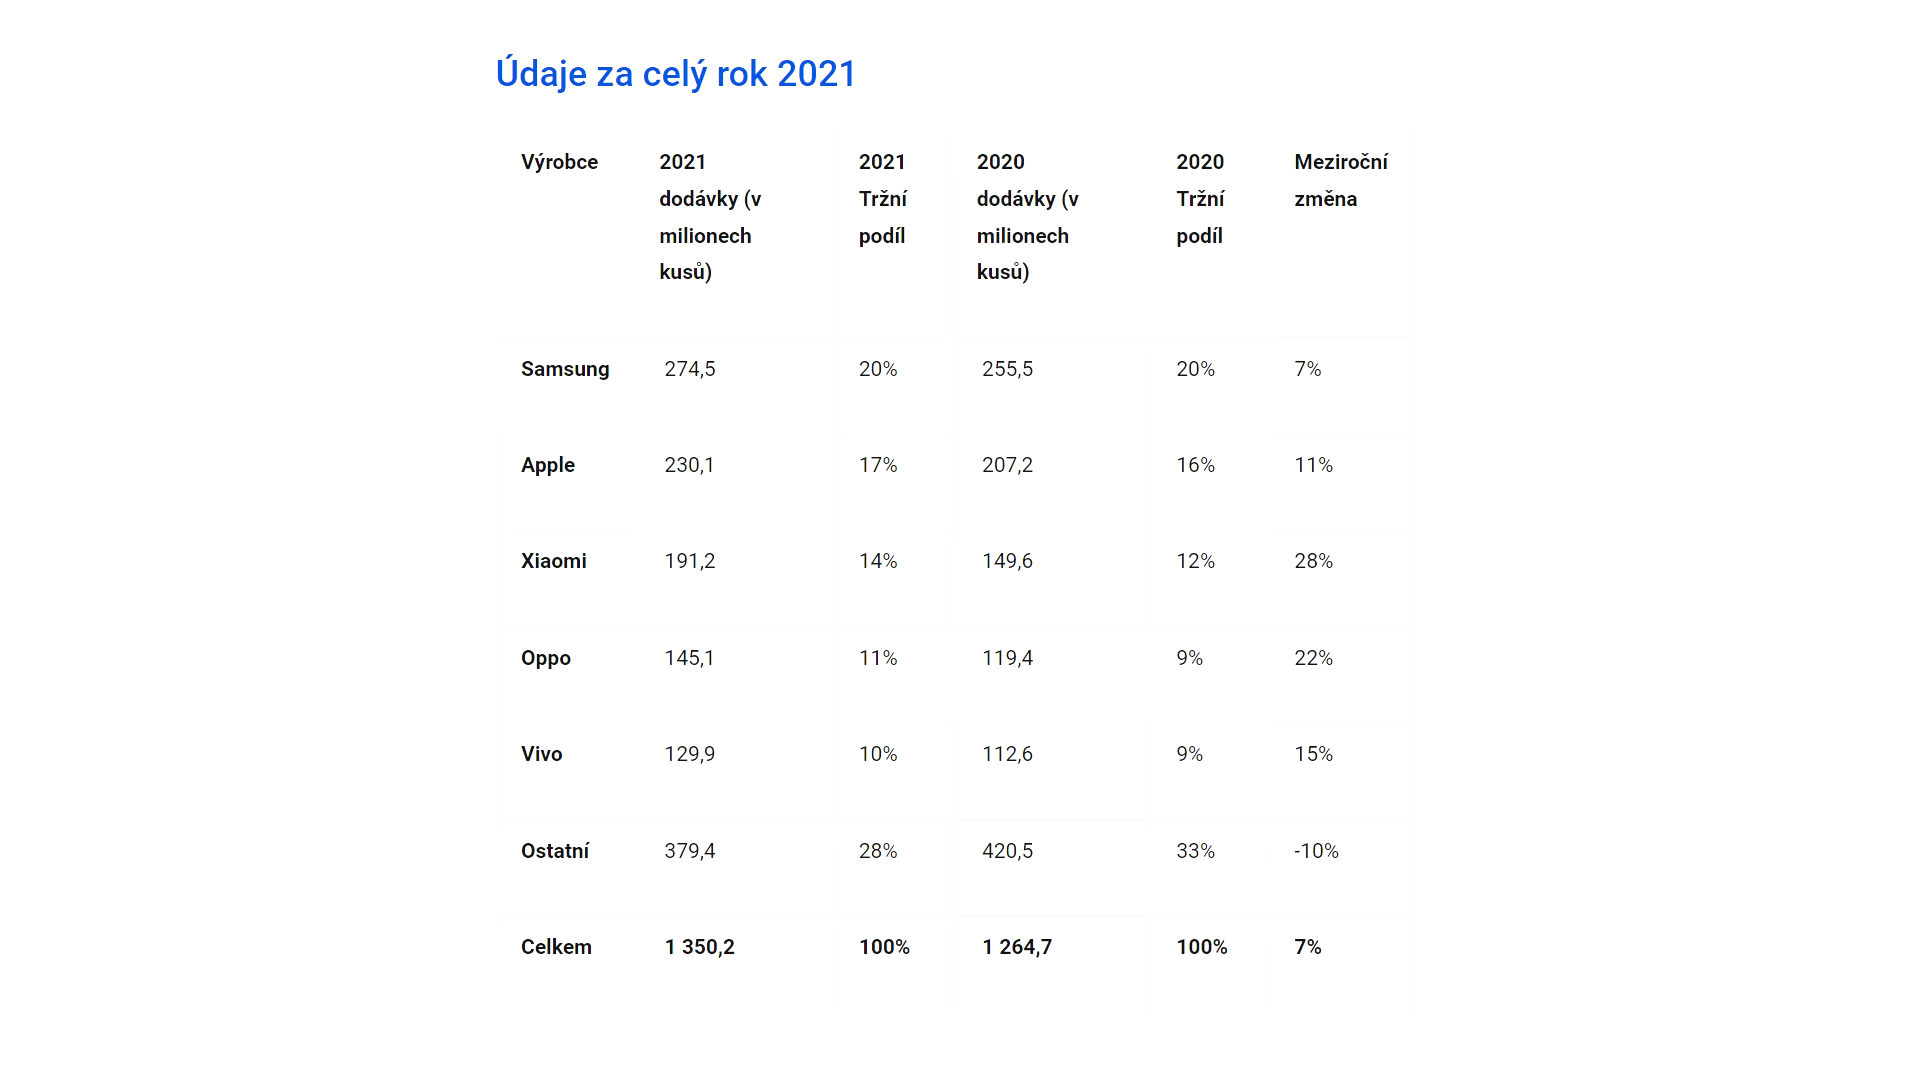 Údaje za celý rok 2021
Výrobce 2021 dodávky (v milionech kusů) 2021 Tržní podíl 2020 dodávky (v milionech kusů) 2020 Tržní podíl Meziroční změna
Samsung 274,5 20% 255,5 20% 7%
Apple 230,1 17% 207,2 16% 11%
Xiaomi 191,2 14% 149,6 12% 28%
Oppo 145,1 11% 119,4 9% 22%
Vivo 129,9 10% 112,6 9% 15%
Ostatní 379,4 28% 420,5 33% -10%
Celkem 1 350,2 100% 1 264,7 100% 7%